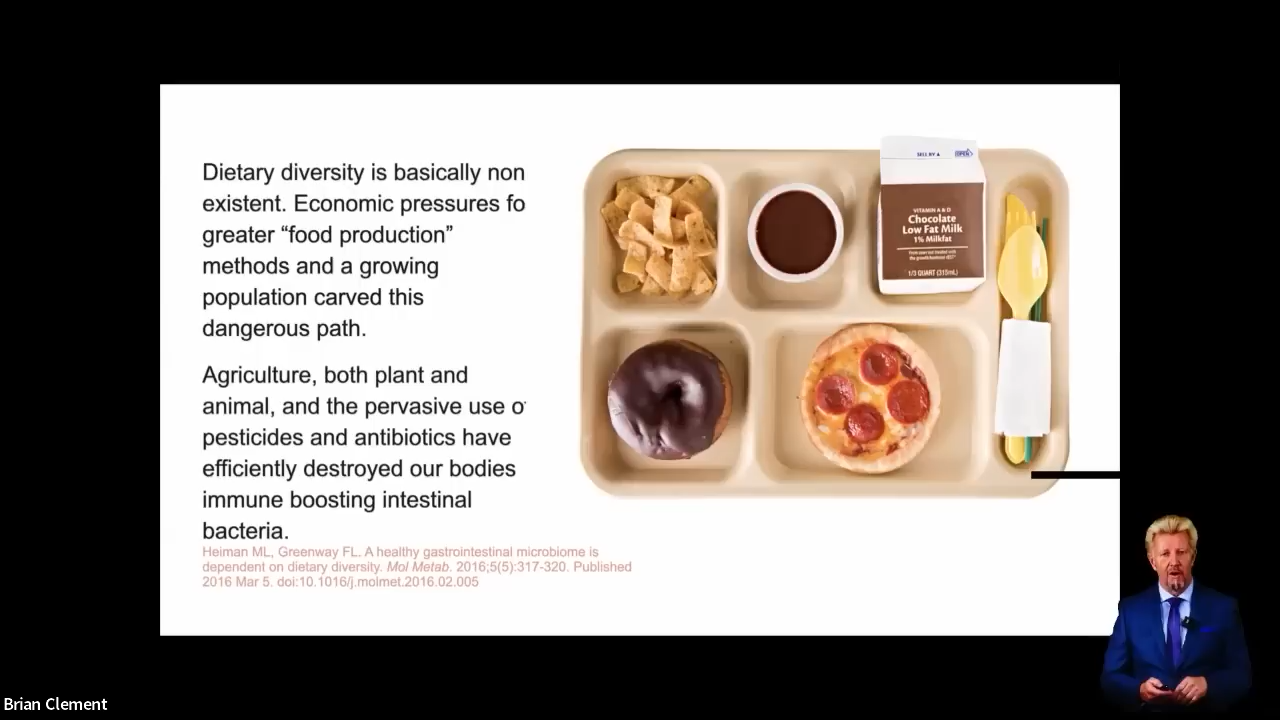 Dietary diversity is basically non
existent. Economic pressures fo
greater “food production”
methods and a growing
population carved this
dangerous path.
Agriculture, both plant and
animal, and the pervasive use o
pesticides and antibiotics have
efficiently destroyed our bodies
immune boosting intestinal
bacteria.
Heiman ML, Greenway FL. A healthy gastrointestinal microbiome is
dependent on dietary diversity. Mol Metab. 2016;5(5):317-320. Published
2016 Mar 5. doi:10.1016/j.molmet.2016.02.005
SELL BY
OPEN
VITAMIN A & D
Chocolate
Low Fat Milk
1% Milkfat
1/3 QUART (315mL)
Brian Clement